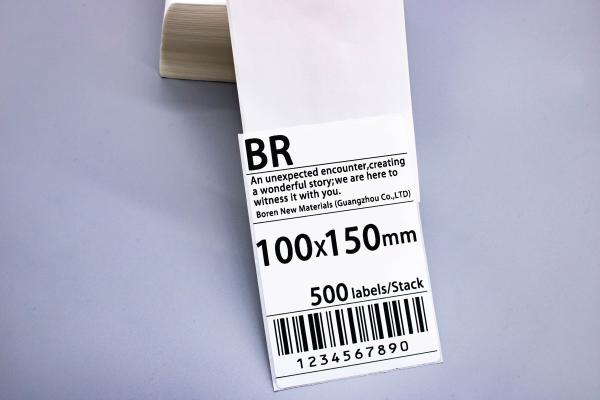 BR
An unexpected encounter,creating
a wonderful story;we are here to
witness it with you.
Boren New Materials (Guangzhou Co.,LTD)
100x150mm
500 labels/Stack
1234567890